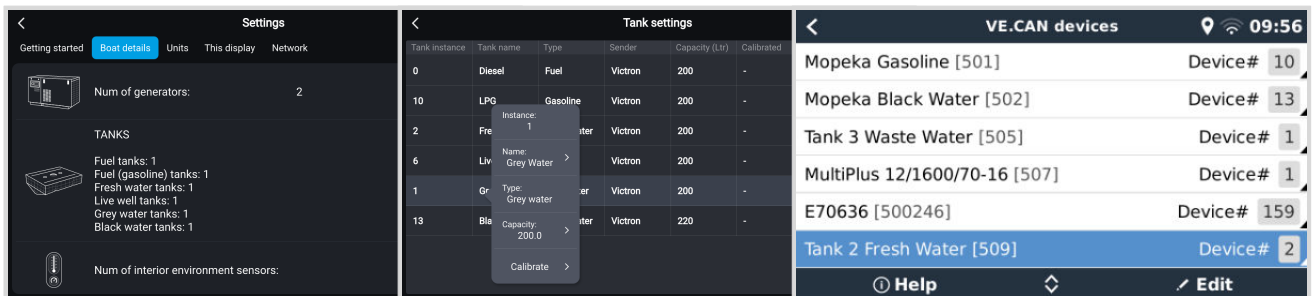 Settings
Getting started Boat details Units This display Network
Num of generators: 2
TANKS
Fuel tanks: 1
Fuel (gasoline) tanks: 1
Fresh water tanks: 1
Live well tanks: 1
Grey water tanks: 1
Black water tanks: 1
Num of interior environment sensors:
Tank settings
Tank instance Tank name Type Sender Capacity (Ltr) Calibrated
0 Diesel Fuel Victron 200 -
10 LPG Gasoline Victron 200 -
2 Victron 200 -
6 Victron 200 -
1 Victron 200 -
13 Victron 220 -
Instance:
1
Name:
Grey Water
Type:
Grey water
Capacity:
200.0
Calibrate
VE.CAN devices 09:56
Mopeka Gasoline [501] Device# 10
Mopeka Black Water [502] Device# 13
Tank 3 Waste Water [505] Device# 1
MultiPlus 12/1600/70-16 [507] Device# 1
E70636 [500246] Device# 159
Tank 2 Fresh Water [509] Device# 2
Help Edit